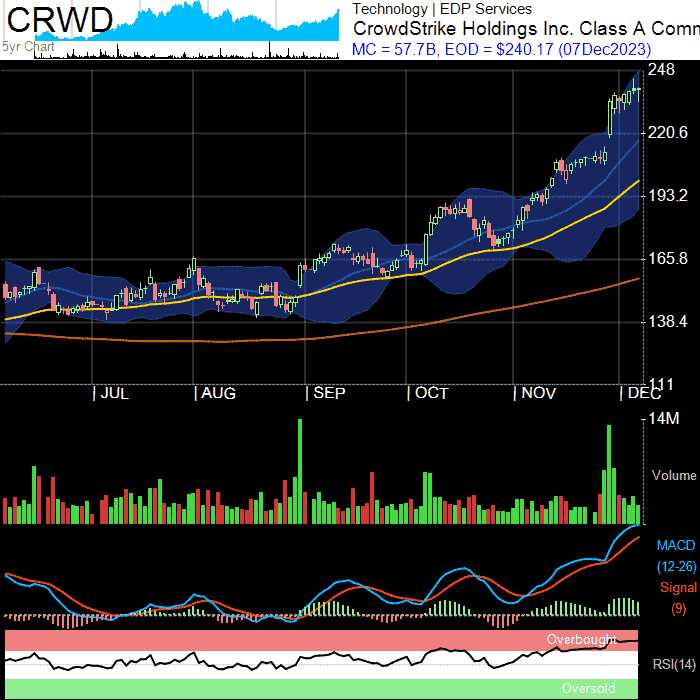 CRWD
5yr Chart
Technology | EDP Services
CrowdStrike Holdings Inc. Class A Comm
MC = 57.7B, EOD = $240.17 (07Dec2023)
248
220.6
193.2
165.8
138.4
111
JUL AUG SEP OCT NOV DEC
14M
Volume
MACD
(12-26)
Signal
(9)
Overbought
RSI(14)
Oversold